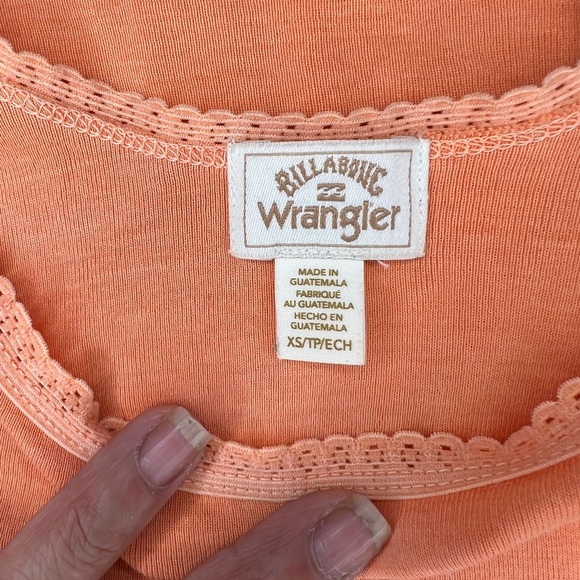 BILLABONG
Wrangler
MADE IN
GUATEMALA
FABRIQUÉ
AU GUATEMALA
HECHO EN
GUATEMALA
XS/TP/ECH